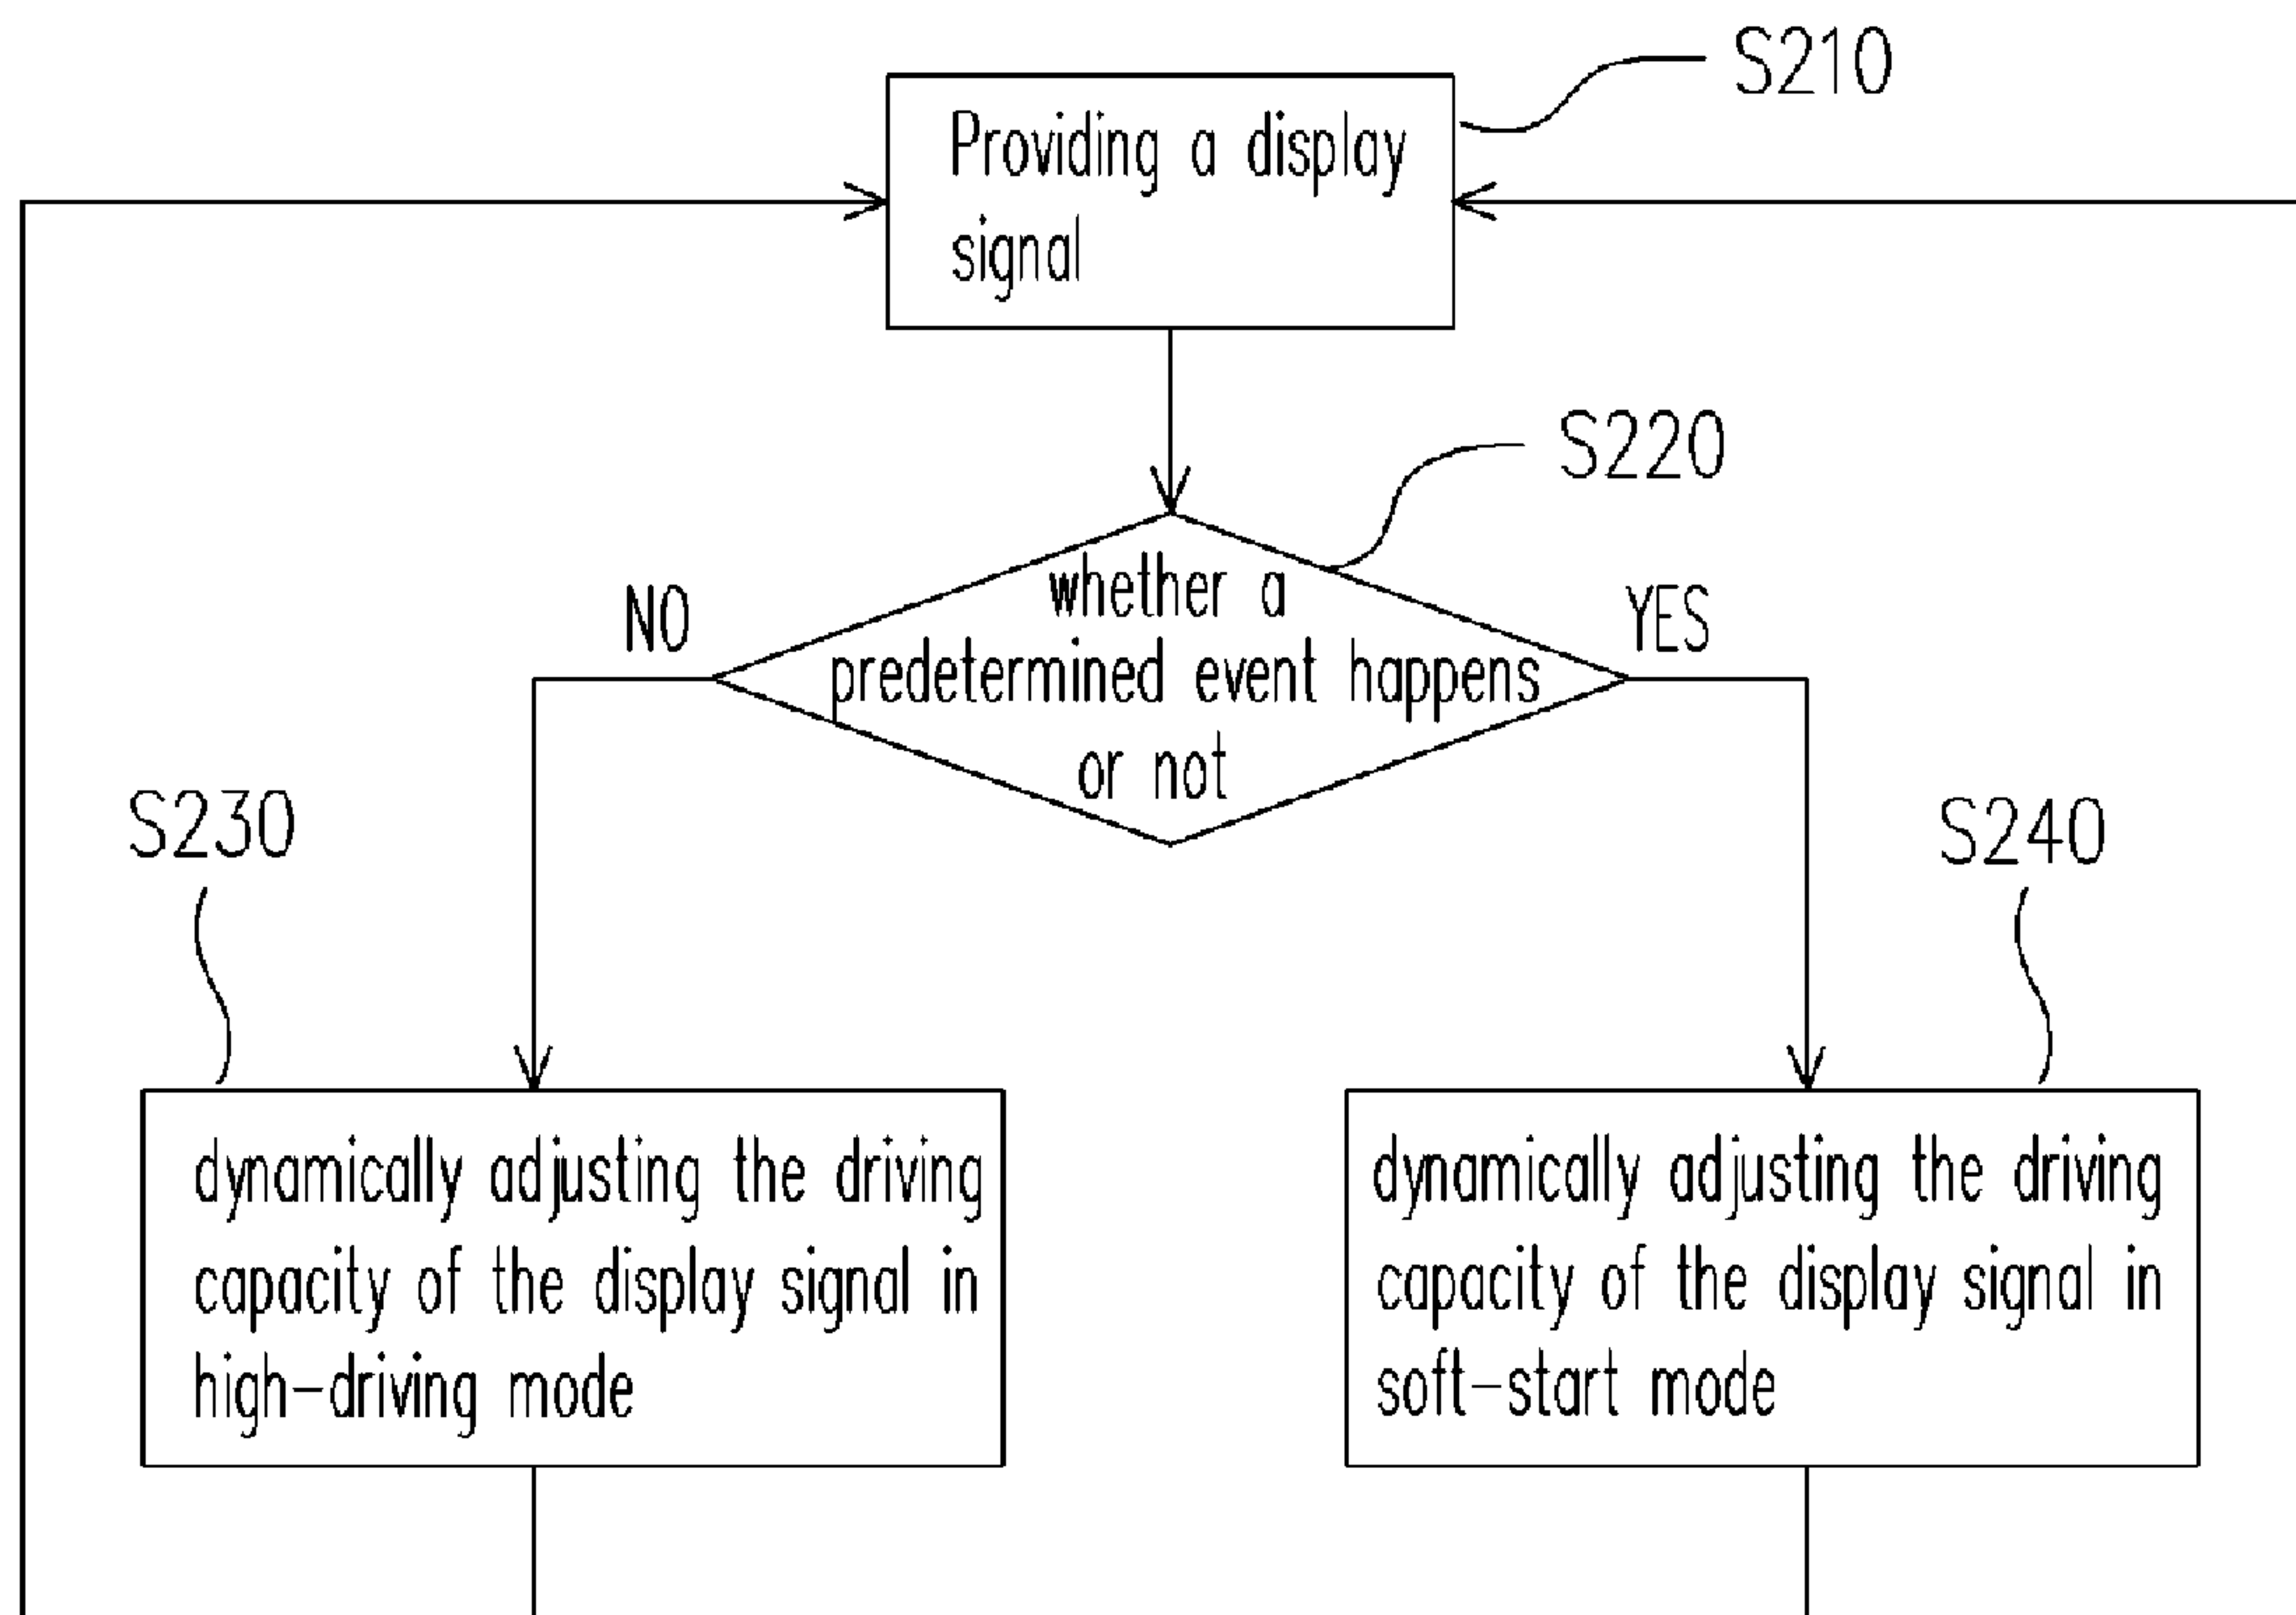 S210
Providing a display
signal
S220
whether a
predetermined event happens
or not
NO
YES
S230
S240
dynamically adjusting the driving
capacity of the display signal in
high-driving mode
dynamically adjusting the driving
capacity of the display signal in
soft-start mode